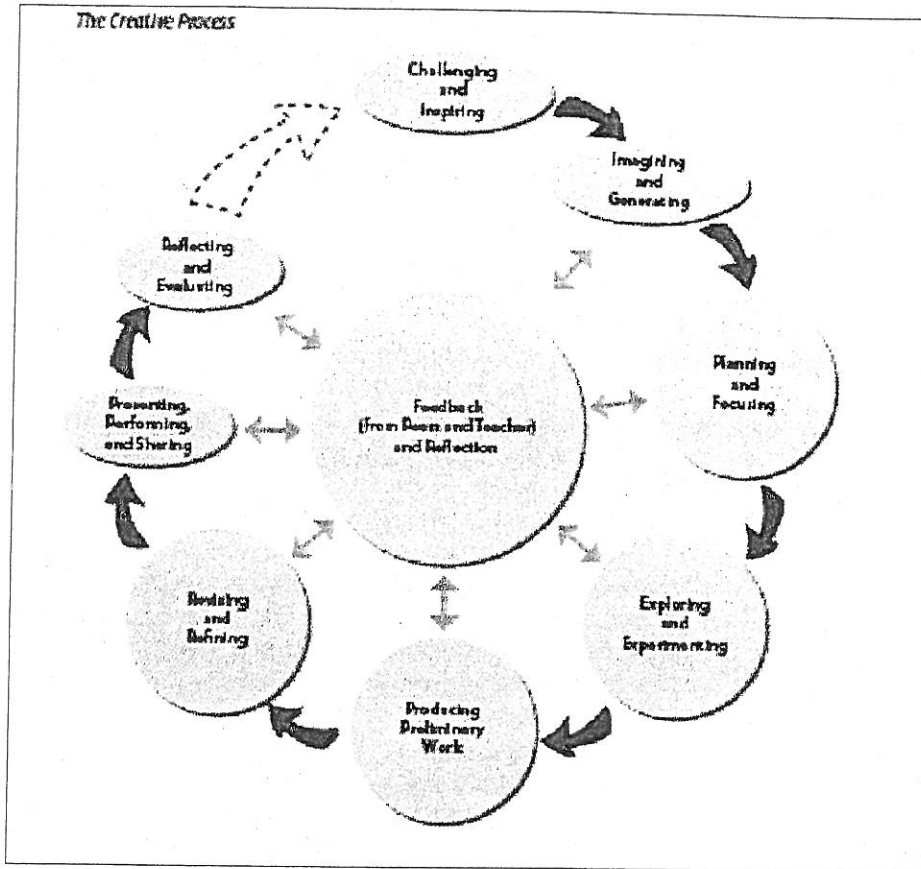 The Creative Process
Challenging
and
Inspiring
Imagining
and
Generating
Planning
and
Focusing
Exploring
and
Experimenting
Producing
Preliminary
Work
Revising
and
Refining
Presenting,
Performing,
and Sharing
Reflecting
and
Evaluating
Feedback
(from Peers and Teacher)
and Reflection